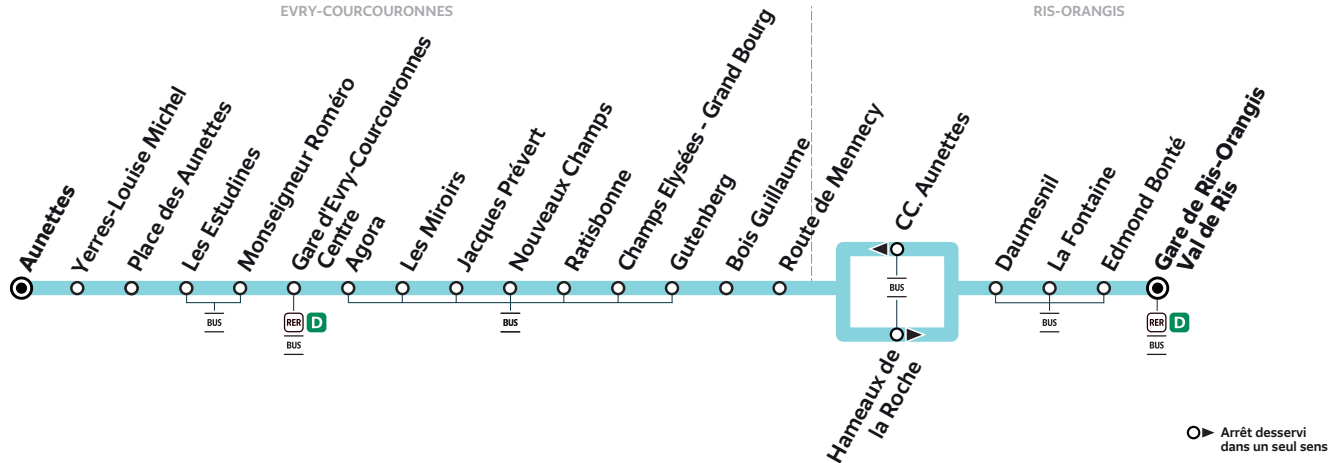 EVRY-COURCOURONNES
RIS-ORANGIS
Aunettes
Yerres-Louise Michel
Place des Aunettes
Les Estudines
Monseigneur Roméro
Gare d'Evry-Courcouronnes
Centre
Agora
Les Miroirs
Jacques Prévert
Nouveaux Champs
Ratisbonne
Champs Elysées - Grand Bourg
Gutenberg
Bois Guillaume
Route de Mennecy
CC. Aunettes
Hameaux de
la Roche
Daumesnil
La Fontaine
Edmond Bonté
Gare de Ris-Orangis
Val de Ris
BUS
RER D
BUS
BUS
BUS
BUS
RER D
BUS
Arrêt desservi
dans un seul sens